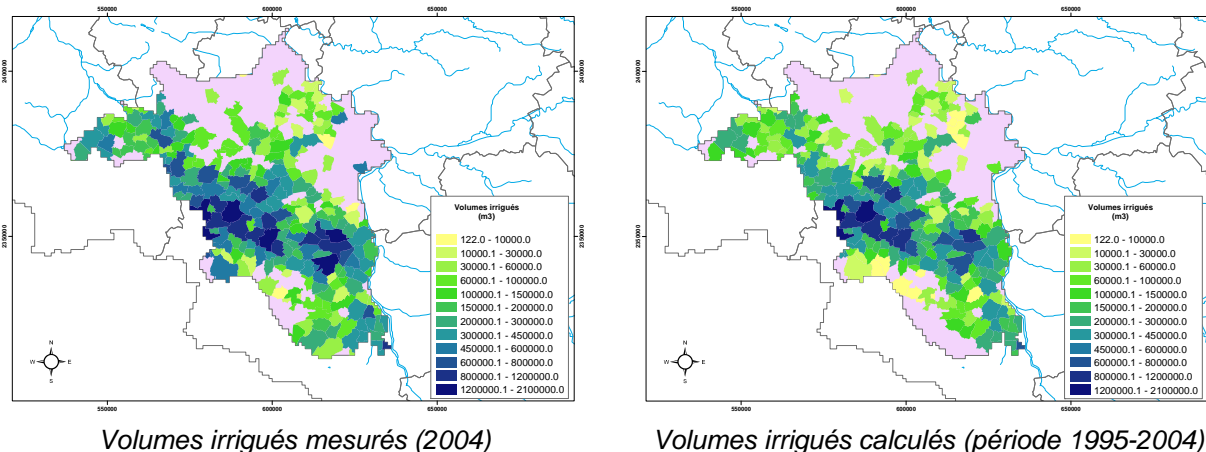 550000 600000 650000
2400000 2400000
2350000 2350000
Volumes irrigués
(m3)
122.0 - 10000.0
10000.1 - 30000.0
30000.1 - 60000.0
60000.1 - 100000.0
100000.1 - 150000.0
150000.1 - 200000.0
200000.1 - 300000.0
300000.1 - 450000.0
450000.1 - 600000.0
600000.1 - 800000.0
800000.1 - 1200000.0
1200000.1 - 2100000.0
N
W E
S
550000 600000 650000
Volumes irrigués mesurés (2004)
550000 600000 650000
2400000 2400000
2350000 2350000
Volumes irrigués
(m3)
122.0 - 10000.0
10000.1 - 30000.0
30000.1 - 60000.0
60000.1 - 100000.0
100000.1 - 150000.0
150000.1 - 200000.0
200000.1 - 300000.0
300000.1 - 450000.0
450000.1 - 600000.0
600000.1 - 800000.0
800000.1 - 1200000.0
1200000.1 - 2100000.0
N
W E
S
550000 600000 650000
Volumes irrigués calculés (période 1995-2004)